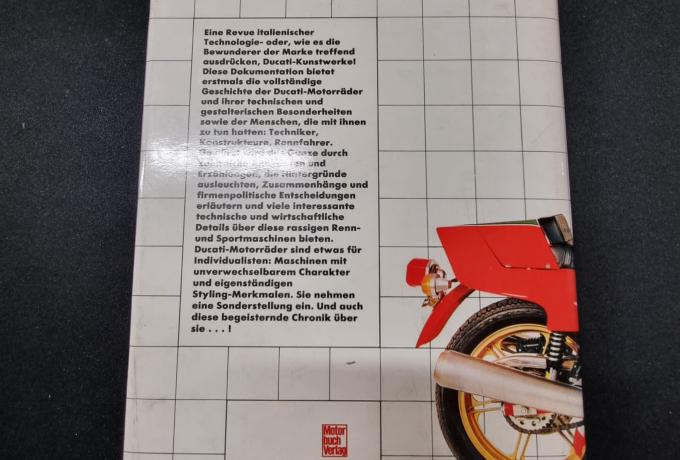 Eine Revue italienischer
Technologie- oder, wie es die
Bewunderer der Marke treffend
ausdrücken, Ducati-Kunstwerke!
Diese Dokumentation bietet
erstmals die vollständige
Geschichte der Ducati-Motorräder
und ihrer technischen und
gestalterischen Besonderheiten
sowie der Menschen, die mit ihnen
zu tun hatten: Techniker,
Konstrukteure, Rennfahrer.
Ganze durch
und
Erzählungen, die Hintergründe
ausleuchten, Zusammenhänge und
firmenpolitische Entscheidungen
erläutern und viele interessante
technische und wirtschaftliche
Details über diese rassigen Renn-
und Sportmaschinen bieten.
Ducati-Motorräder sind etwas für
Individualisten: Maschinen mit
unverwechselbarem Charakter
und eigenständigen
Styling-Merkmalen. Sie nehmen
eine Sonderstellung ein. Und auch
diese begeisternde Chronik über
sie . . . !
Motor
buch
Verlag